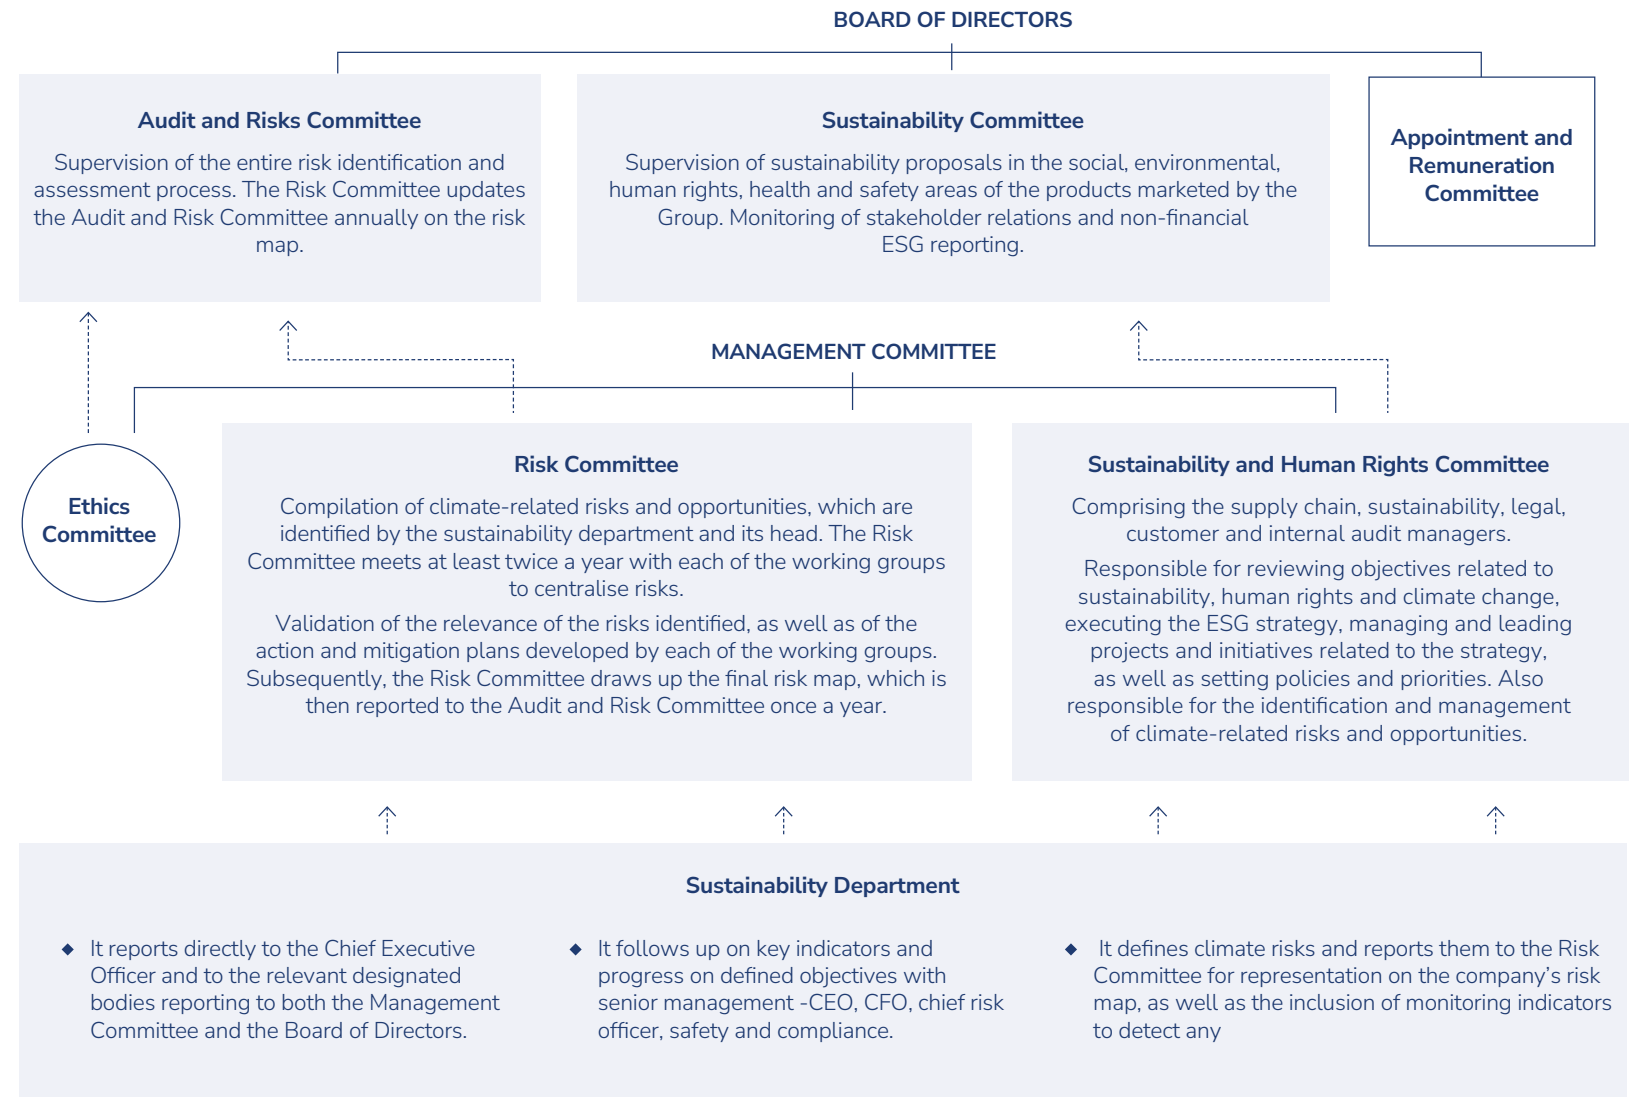 BOARD OF DIRECTORS
Audit and Risks Committee
Supervision of the entire risk identification and
assessment process. The Risk Committee updates
the Audit and Risk Committee annually on the risk
map.
Sustainability Committee
Supervision of sustainability proposals in the social, environmental,
human rights, health and safety areas of the products marketed by the
Group. Monitoring of stakeholder relations and non-financial
ESG reporting.
Appointment and
Remuneration
Committee
MANAGEMENT COMMITTEE
Ethics
Committee
Risk Committee
Compilation of climate-related risks and opportunities, which are
identified by the sustainability department and its head. The Risk
Committee meets at least twice a year with each of the working groups
to centralise risks.
Validation of the relevance of the risks identified, as well as of the
action and mitigation plans developed by each of the working groups.
Subsequently, the Risk Committee draws up the final risk map, which is
then reported to the Audit and Risk Committee once a year.
Sustainability and Human Rights Committee
Comprising the supply chain, sustainability, legal,
customer and internal audit managers.
Responsible for reviewing objectives related to
sustainability, human rights and climate change,
executing the ESG strategy, managing and leading
projects and initiatives related to the strategy,
as well as setting policies and priorities. Also
responsible for the identification and management
of climate-related risks and opportunities.
Sustainability Department
◆ It reports directly to the Chief Executive
Officer and to the relevant designated
bodies reporting to both the Management
Committee and the Board of Directors.
◆ It follows up on key indicators and
progress on defined objectives with
senior management -CEO, CFO, chief risk
officer, safety and compliance.
◆ It defines climate risks and reports them to the Risk
Committee for representation on the company's risk
map, as well as the inclusion of monitoring indicators
to detect any